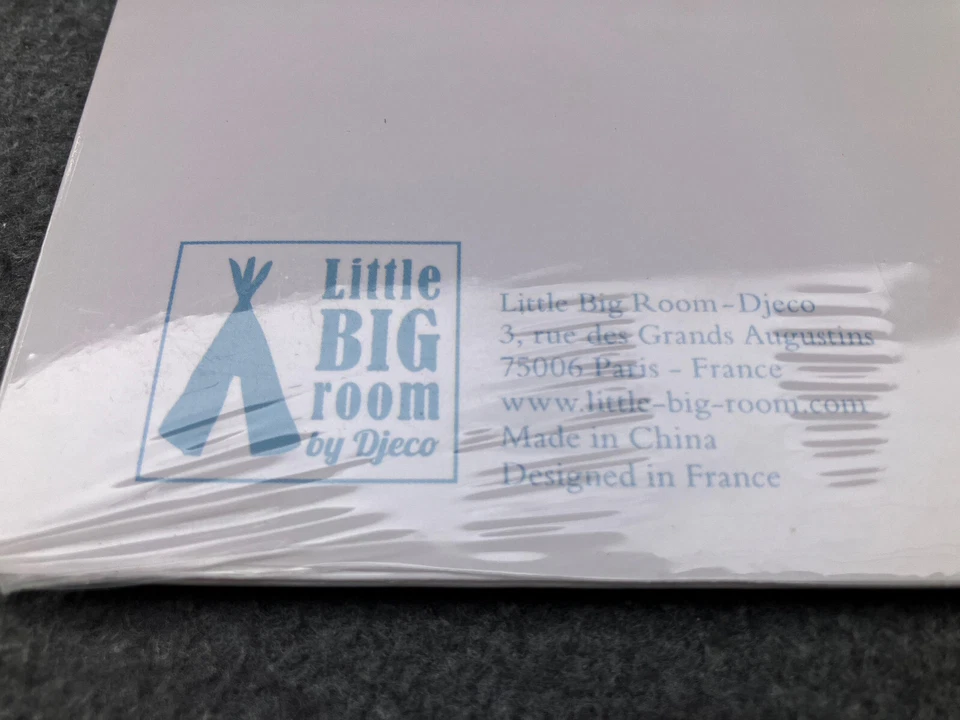 Little
BIG
room
by Djeco
Little Big Room - Djeco
3, rue des Grands Augustins
75006 Paris - France
www.little-big-room.com
Made in China
Designed in France